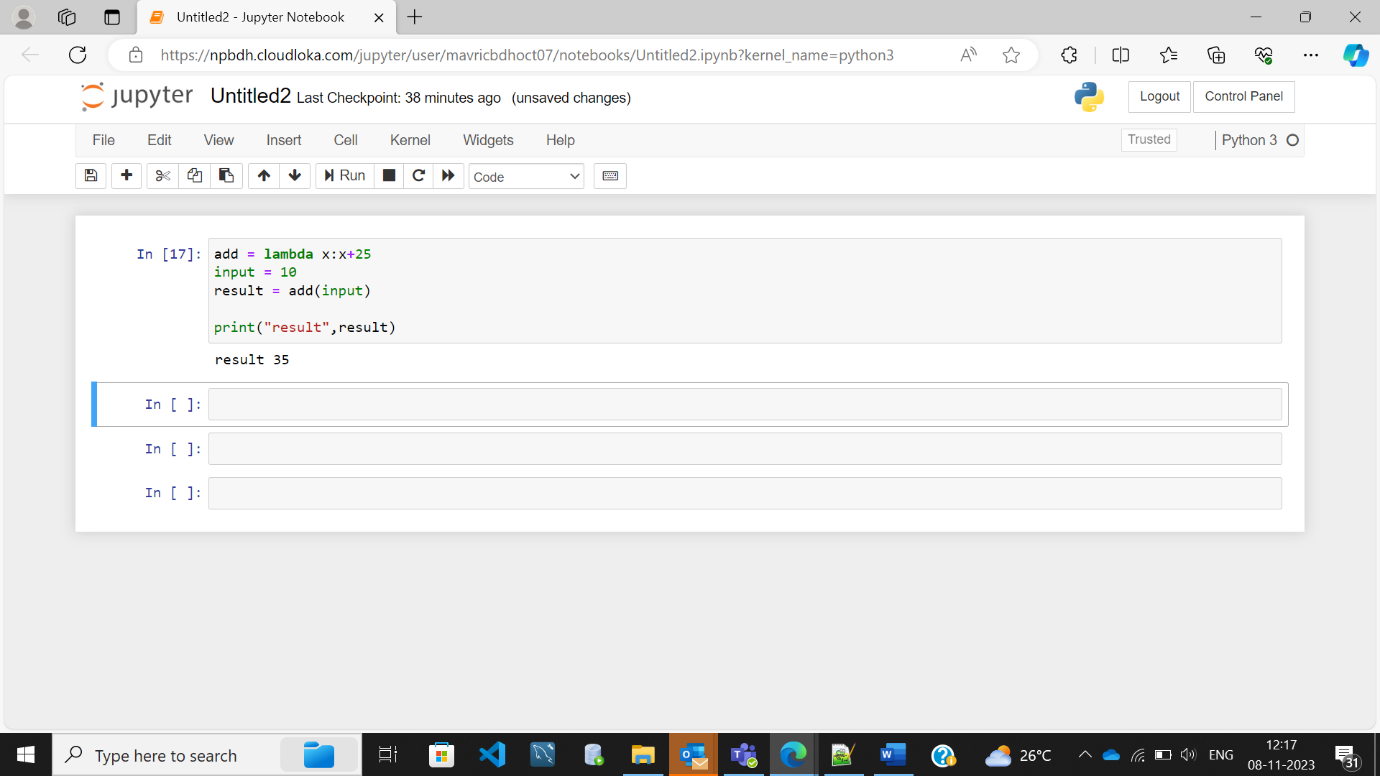 Untitled2 - Jupyter Notebook
https://npbdh.cloudloka.com/jupyter/user/mavricbdhoct07/notebooks/Untitled2.ipynb?kernel_name=python3
jupyter Untitled2 Last Checkpoint: 38 minutes ago (unsaved changes)
Logout Control Panel
File Edit View Insert Cell Kernel Widgets Help
Trusted Python 3
Run Code
In [17]: add = lambda x:x+25
input = 10
result = add(input)
print("result",result)
result 35
In [ ]:
In [ ]:
In [ ]:
Type here to search
26°C
ENG
12:17
08-11-2023
31